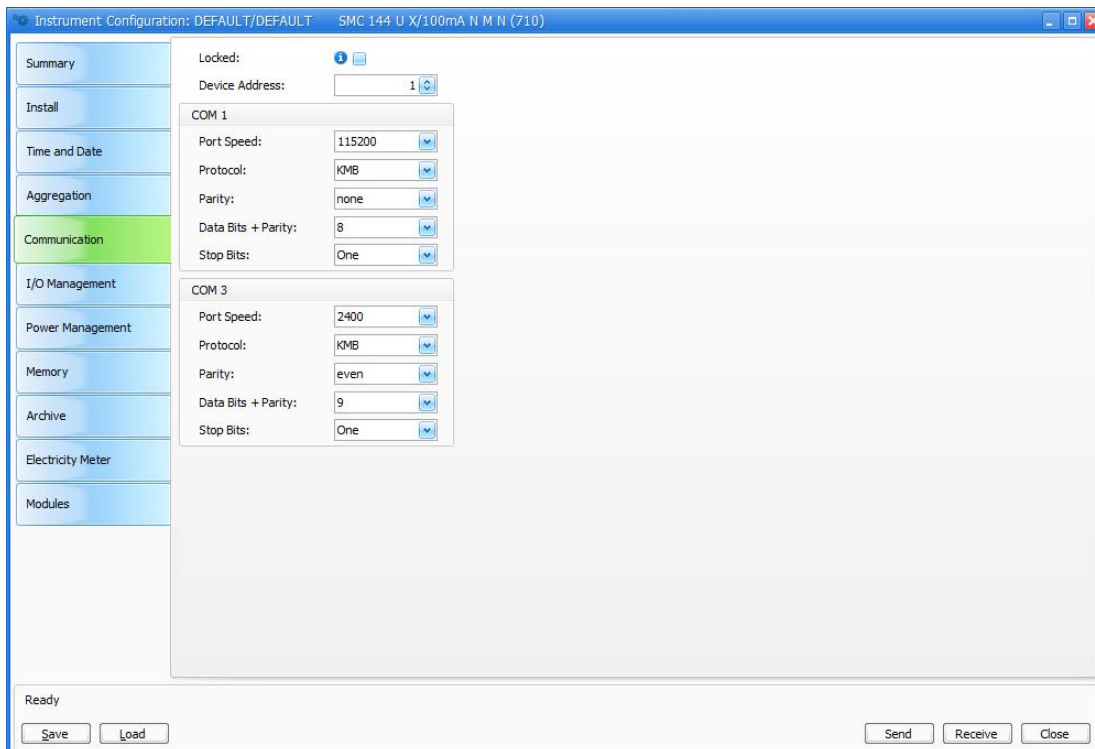 Instrument Configuration: DEFAULT/DEFAULT SMC 144 U X/100mA N M N (710)
Summary
Install
Time and Date
Aggregation
Communication
I/O Management
Power Management
Memory
Archive
Electricity Meter
Modules
Locked:
Device Address: 1
COM 1
Port Speed: 115200
Protocol: KMB
Parity: none
Data Bits + Parity: 8
Stop Bits: One
COM 3
Port Speed: 2400
Protocol: KMB
Parity: even
Data Bits + Parity: 9
Stop Bits: One
Ready
Save Load Send Receive Close